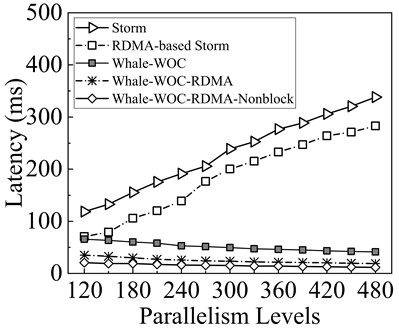 500
400
300
200
100
0
Latency (ms)
Storm
RDMA-based Storm
Whale-WOC
Whale-WOC-RDMA
Whale-WOC-RDMA-Nonblock
120 180 240 300 360 420 480
Parallelism Levels